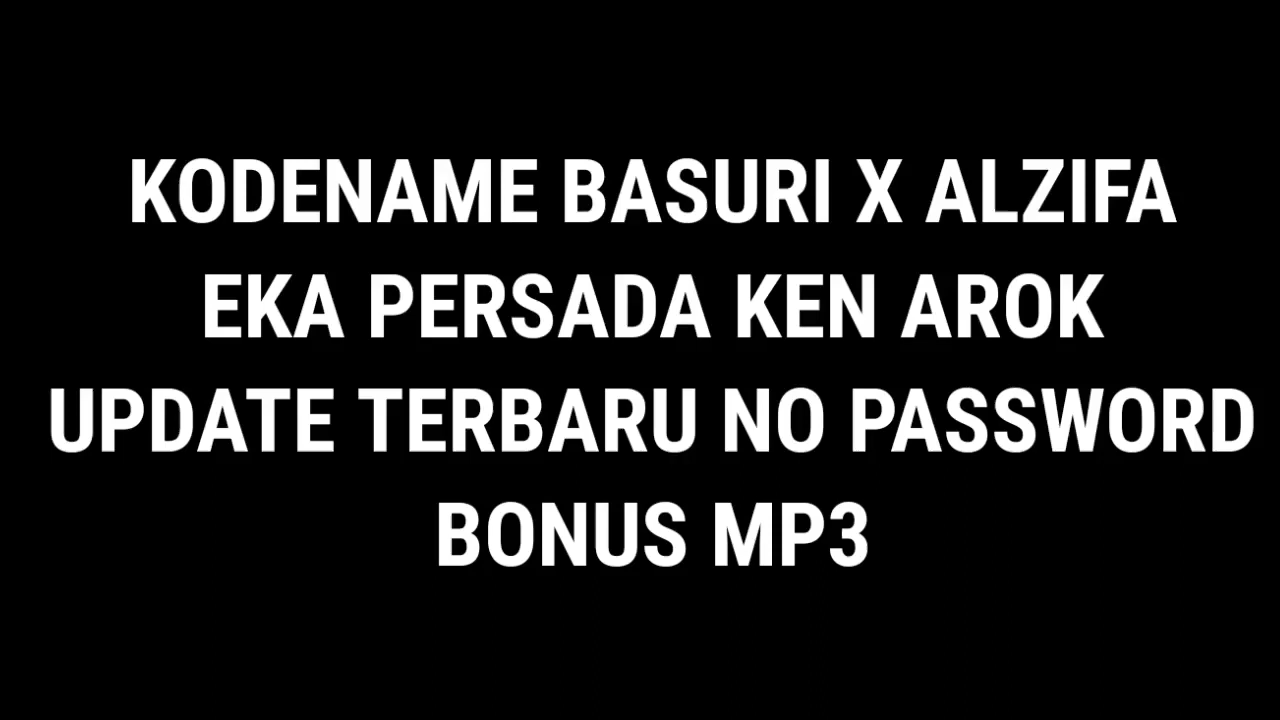 KODENAME BASURI X ALZIFA
EKA PERSADA KEN AROK
UPDATE TERBARU NO PASSWORD
BONUS MP3